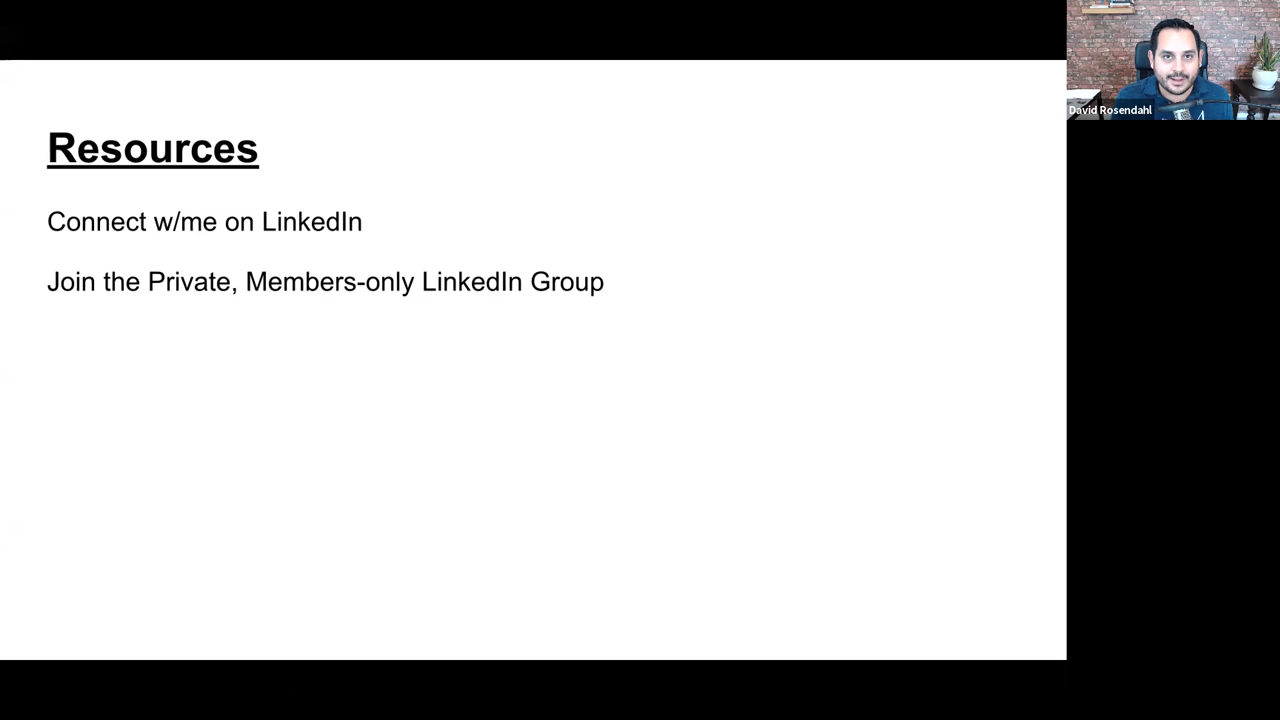 Resources
Connect w/me on LinkedIn
Join the Private, Members-only LinkedIn Group
David Rosendahl